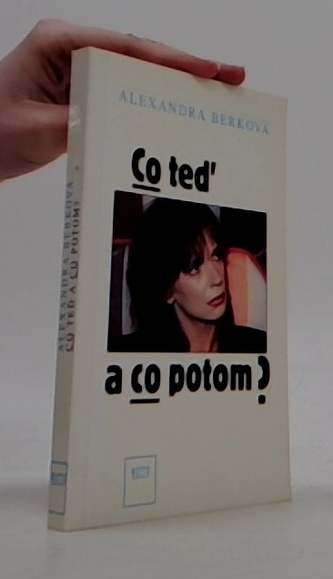 ALEXANDRA BERKOVÁ
Co teď
a co potom?
ALEXANDRA BERKOVÁ
CO TEĎ A CO POTOM?